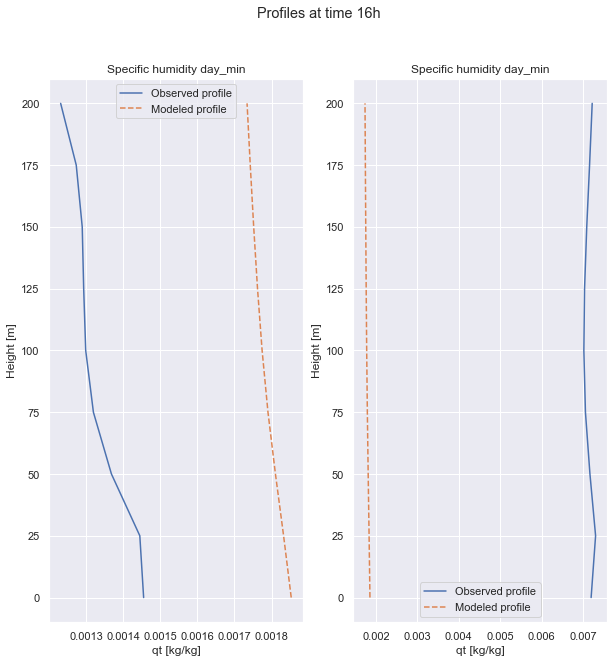 Profiles at time 16h
Specific humidity day_min
Observed profile
Modeled profile
200
175
150
125
100
75
50
25
0
Height [m]
0.0013 0.0014 0.0015 0.0016 0.0017 0.0018
qt [kg/kg]
Specific humidity day_min
200
175
150
125
100
75
50
25
0
Height [m]
Observed profile
Modeled profile
0.002 0.003 0.004 0.005 0.006 0.007
qt [kg/kg]